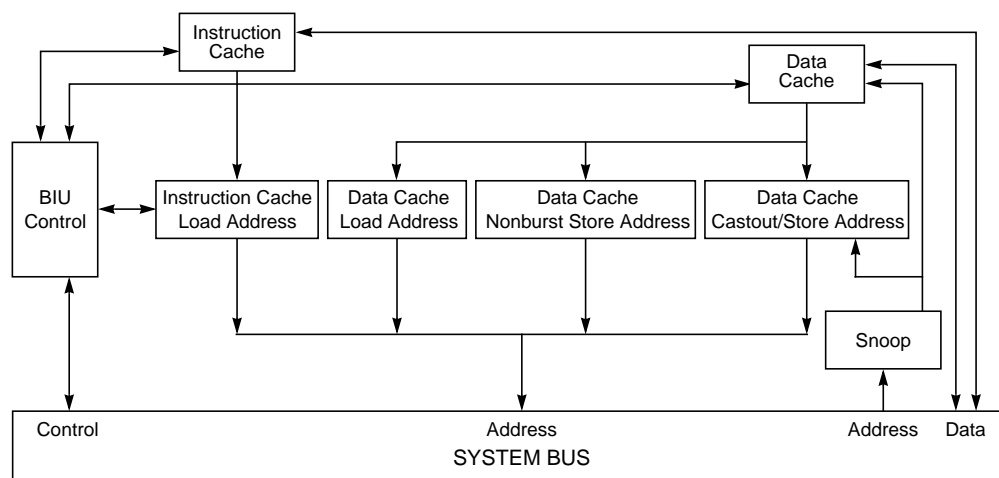 Instruction
Cache
Data
Cache
BIU
Control
Instruction Cache
Load Address
Data Cache
Load Address
Data Cache
Nonburst Store Address
Data Cache
Castout/Store Address
Snoop
Control
Address
Address
Data
SYSTEM BUS